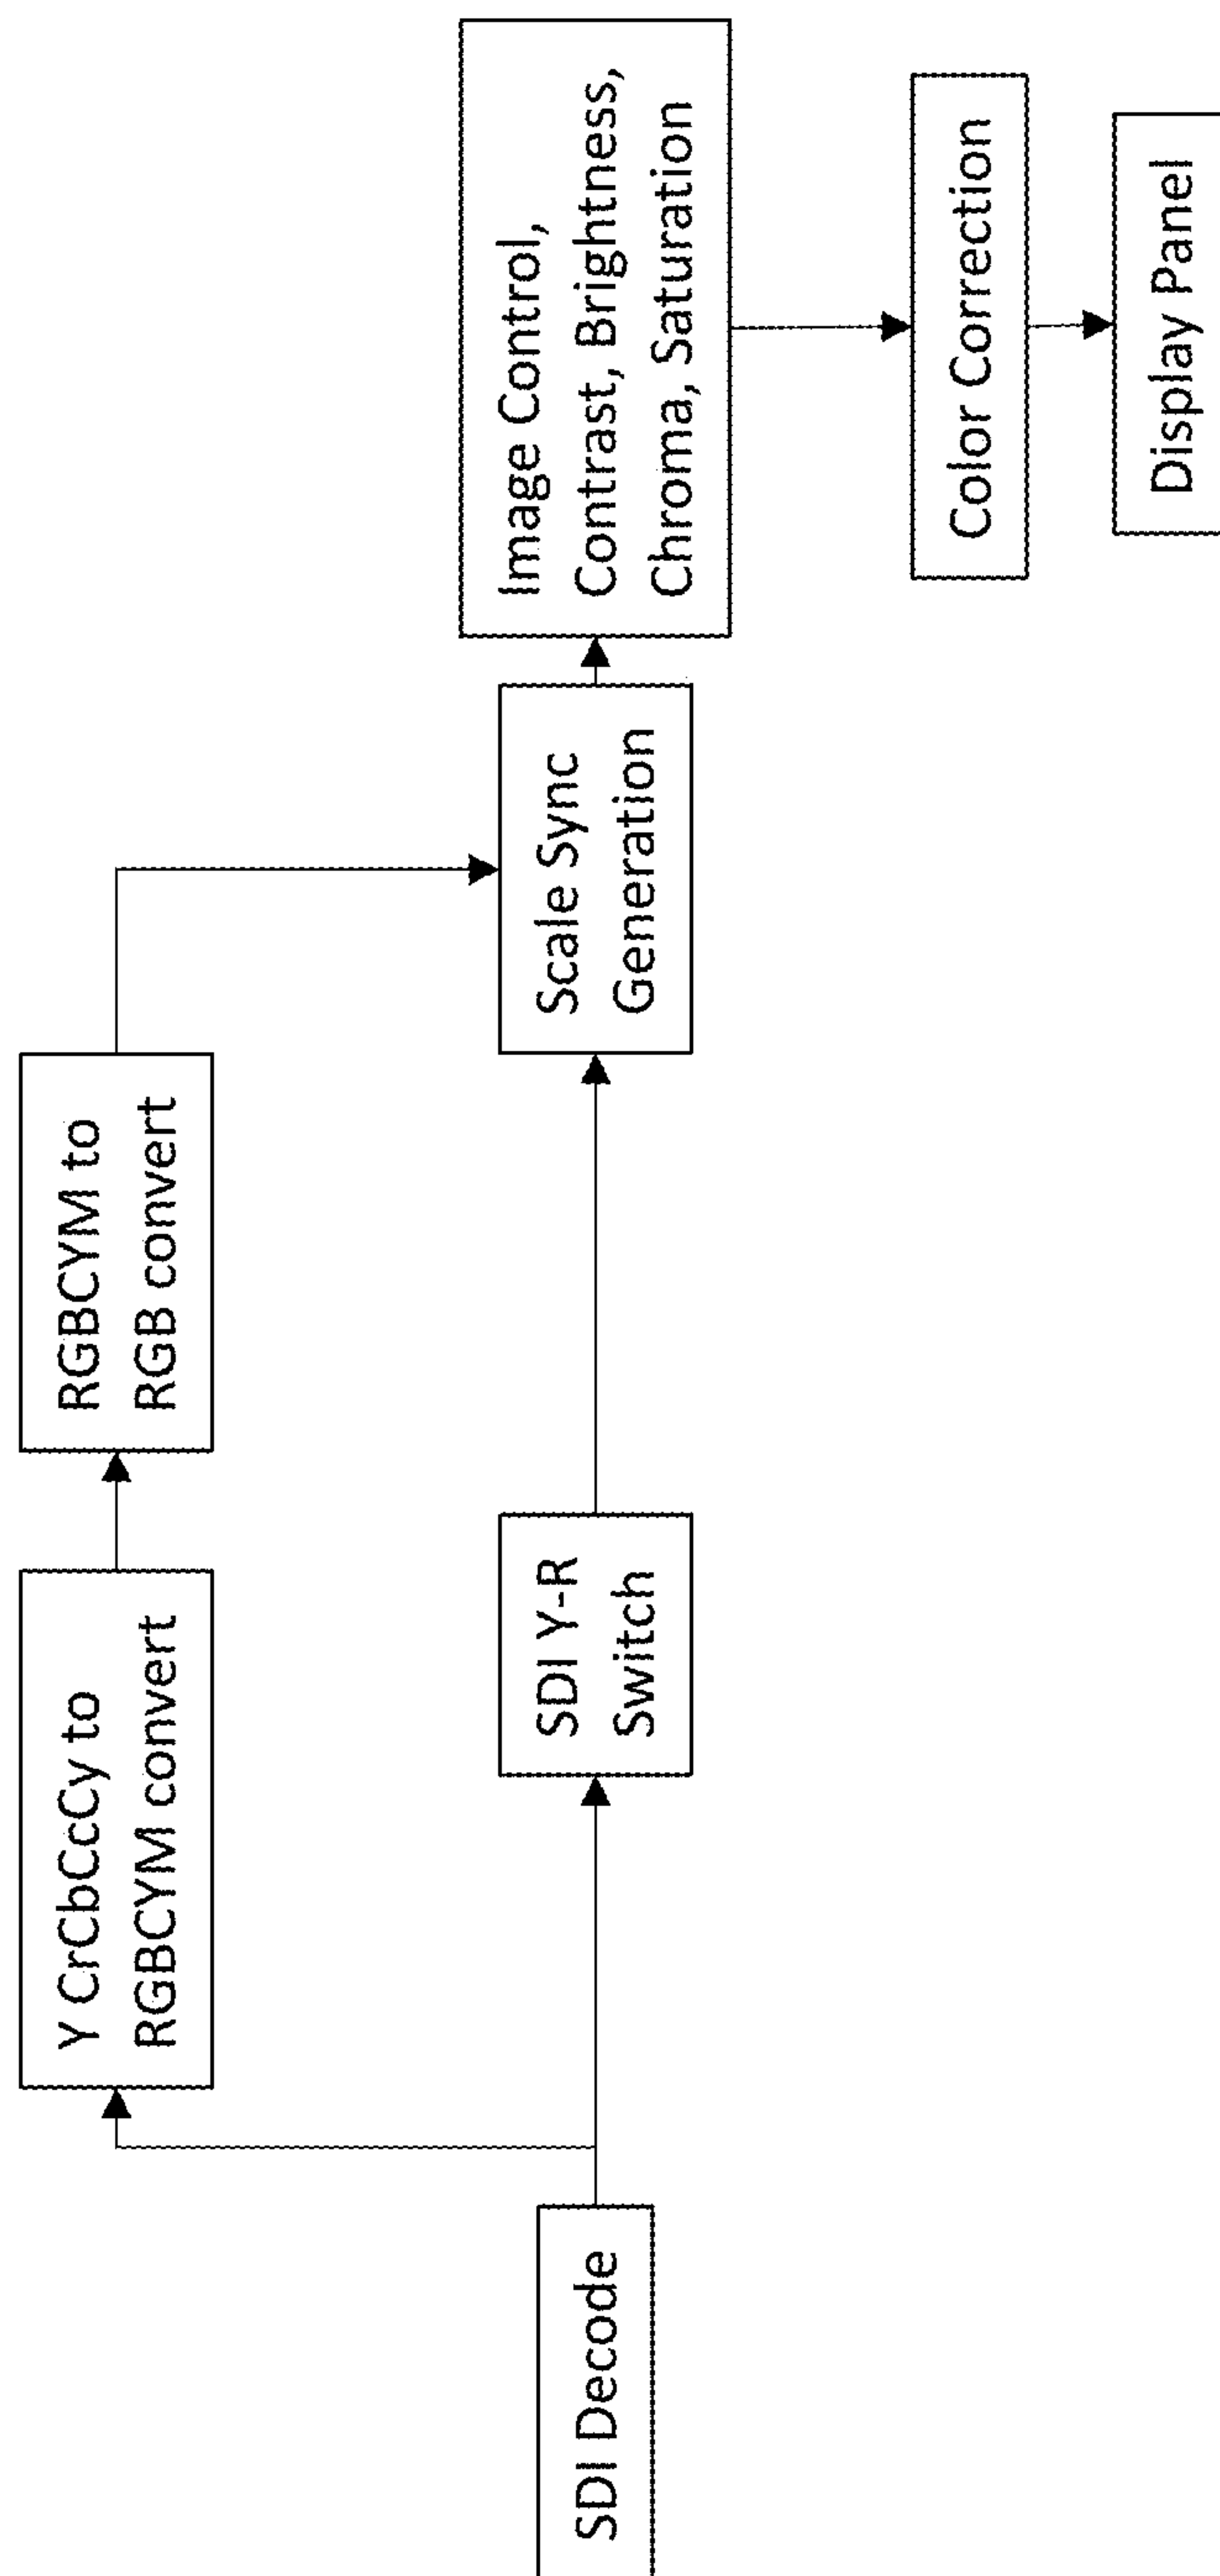 SDI Decode
Y CrCbCcCy to
RGBCYM convert
RGBCYM to
RGB convert
SDI Y-R
Switch
Scale Sync
Generation
Image Control,
Contrast, Brightness,
Chroma, Saturation
Color Correction
Display Panel